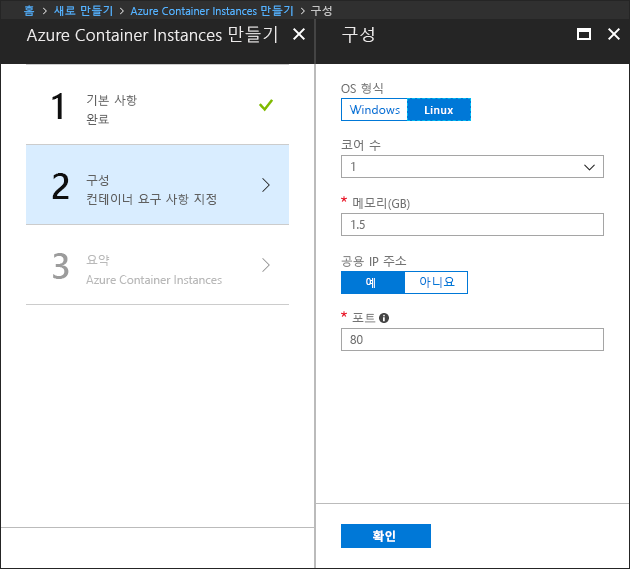 홈 > 새로 만들기 > Azure Container Instances 만들기 > 구성
Azure Container Instances 만들기
1
기본 사항
완료
2
구성
컨테이너 요구 사항 지정
3
요약
Azure Container Instances
구성
OS 형식
Windows Linux
코어 수
1
* 메모리(GB)
1.5
공용 IP 주소
예 아니요
* 포트
80
확인